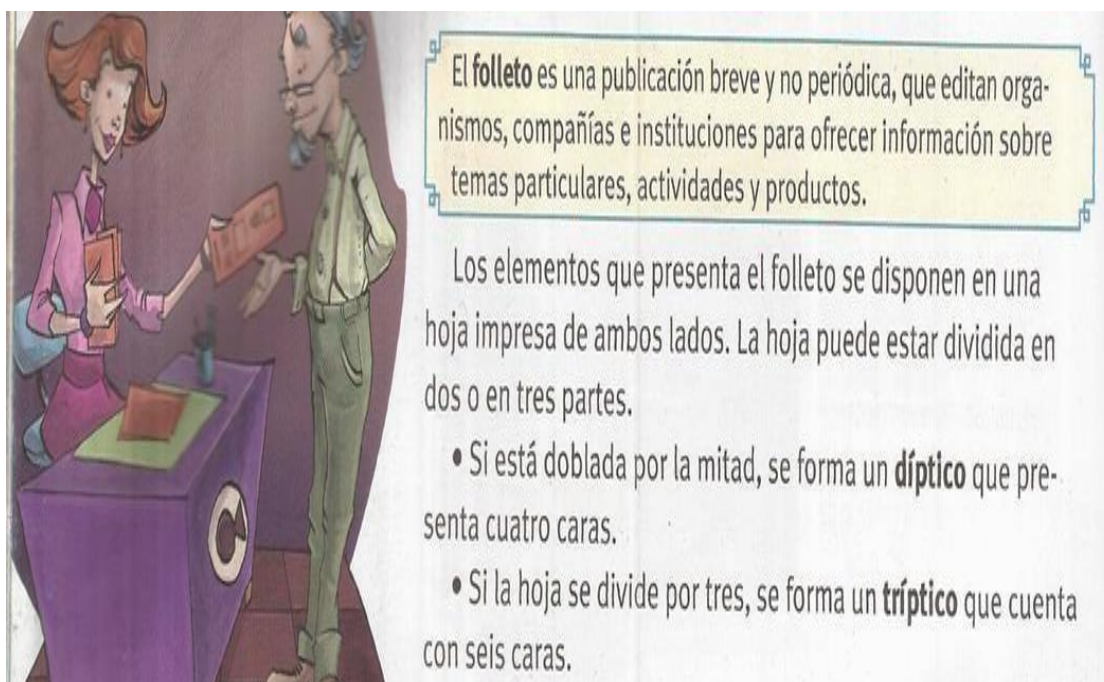 El folleto es una publicación breve y no periódica, que editan orga-
nismos, compañías e instituciones para ofrecer información sobre
temas particulares, actividades y productos.
Los elementos que presenta el folleto se disponen en una
hoja impresa de ambos lados. La hoja puede estar dividida en
dos o en tres partes.
• Si está doblada por la mitad, se forma un díptico que pre-
senta cuatro caras.
• Si la hoja se divide por tres, se forma un tríptico que cuenta
con seis caras.